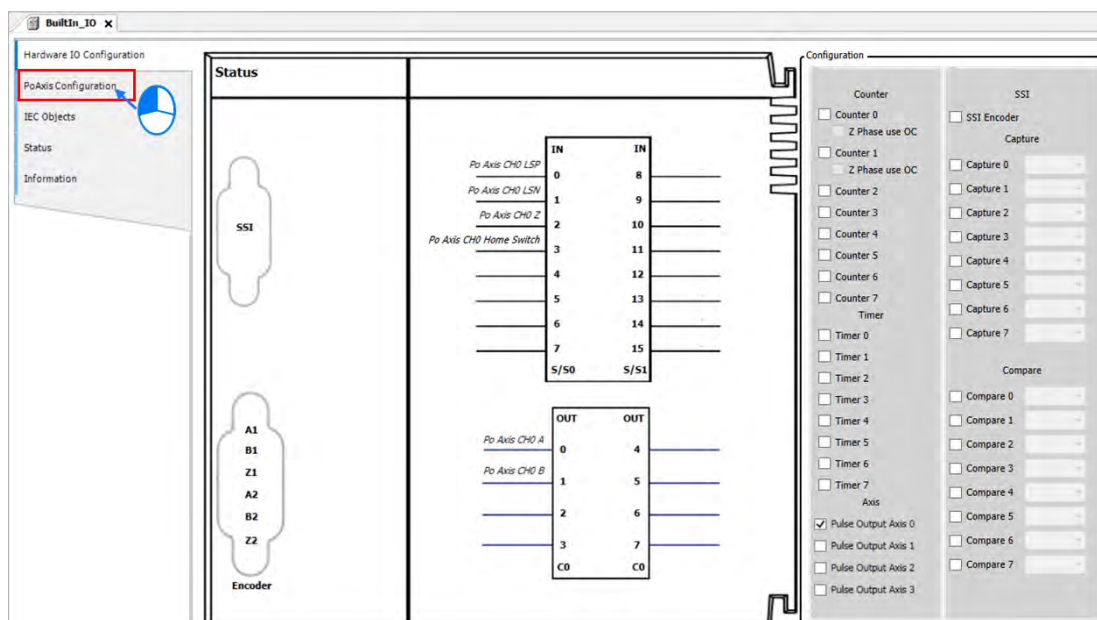 BuiltIn_IO
Hardware IO Configuration
PoAxis Configuration
IEC Objects
Status
Information
Status
SSI
A1
B1
Z1
A2
B2
Z2
Encoder
IN IN
Po Axis CH0 LSP 0 8
Po Axis CH0 LSN 1 9
Po Axis CH0 Z 2 10
Po Axis CH0 Home Switch 3 11
4 12
5 13
6 14
7 15
S/S0 S/S1
OUT OUT
Po Axis CH0 A 0 4
Po Axis CH0 B 1 5
2 6
3 7
C0 C0
Configuration
Counter
Counter 0
Z Phase use OC
Counter 1
Z Phase use OC
Counter 2
Counter 3
Counter 4
Counter 5
Counter 6
Counter 7
Timer
Timer 0
Timer 1
Timer 2
Timer 3
Timer 4
Timer 5
Timer 6
Timer 7
Axis
Pulse Output Axis 0
Pulse Output Axis 1
Pulse Output Axis 2
Pulse Output Axis 3
SSI
SSI Encoder
Capture
Capture 0
Capture 1
Capture 2
Capture 3
Capture 4
Capture 5
Capture 6
Capture 7
Compare
Compare 0
Compare 1
Compare 2
Compare 3
Compare 4
Compare 5
Compare 6
Compare 7